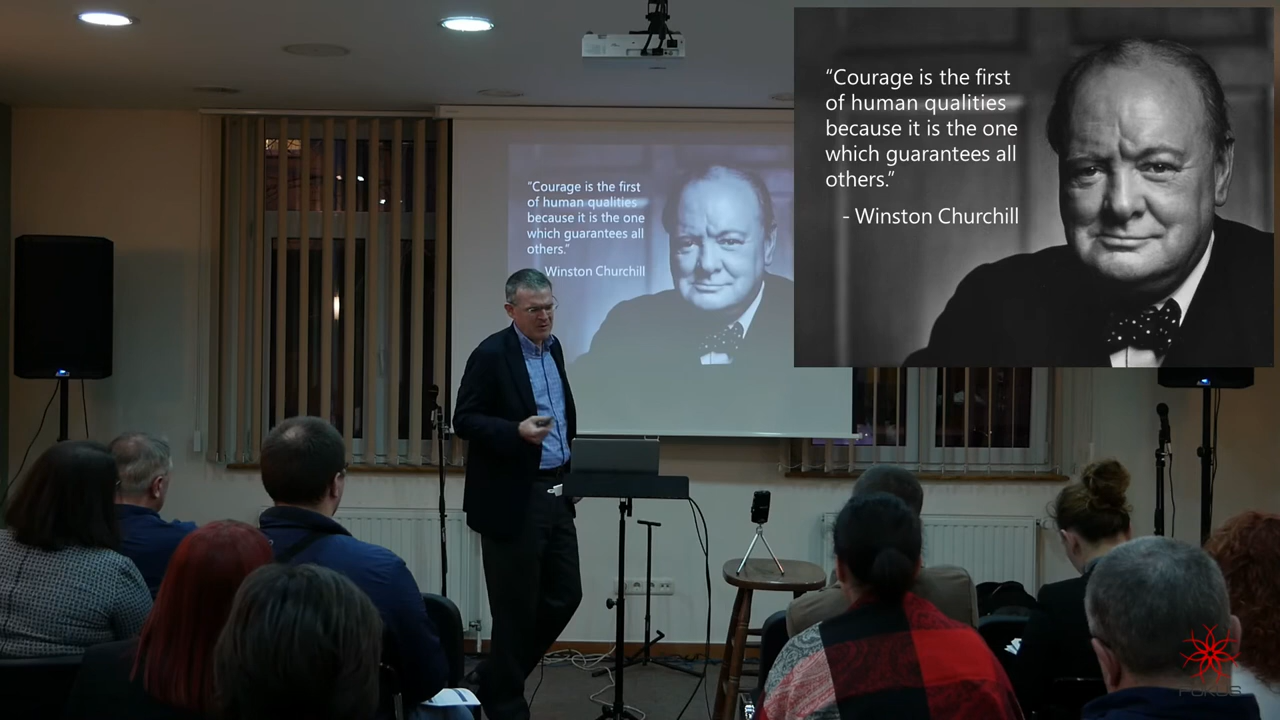 “Courage is the first
of human qualities
because it is the one
which guarantees all
others.”
- Winston Churchill
“Courage is the first
of human qualities
because it is the one
which guarantees all
others.”
Winston Churchill
FOKUS